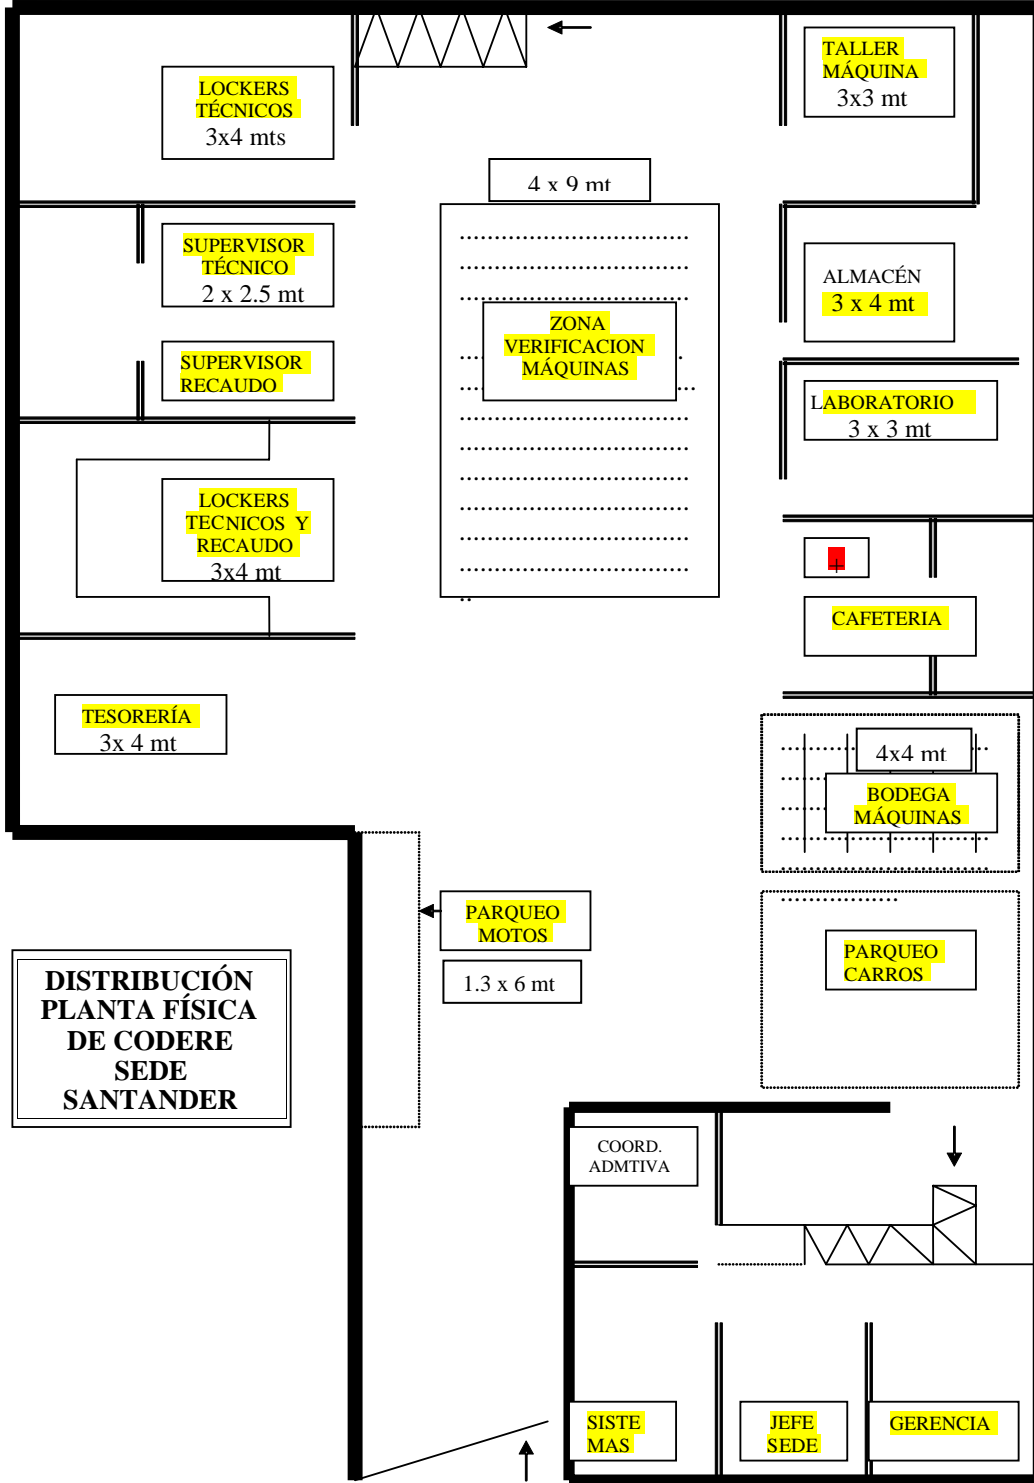 LOCKERS
TÉCNICOS
3x4 mts
TALLER
MÁQUINA
3x3 mt
4 x 9 mt
SUPERVISOR
TÉCNICO
2 x 2.5 mt
ALMACÉN
3 x 4 mt
ZONA
VERIFICACION
MÁQUINAS
SUPERVISOR
RECAUDO
LABORATORIO
3 x 3 mt
LOCKERS
TECNICOS Y
RECAUDO
3x4 mt
CAFETERIA
TESORERÍA
3x 4 mt
4x4 mt
BODEGA
MÁQUINAS
PARQUEO
MOTOS
1.3 x 6 mt
PARQUEO
CARROS
DISTRIBUCIÓN
PLANTA FÍSICA
DE CODERE
SEDE
SANTANDER
COORD.
ADMTIVA
SISTE
MAS
JEFE
SEDE
GERENCIA